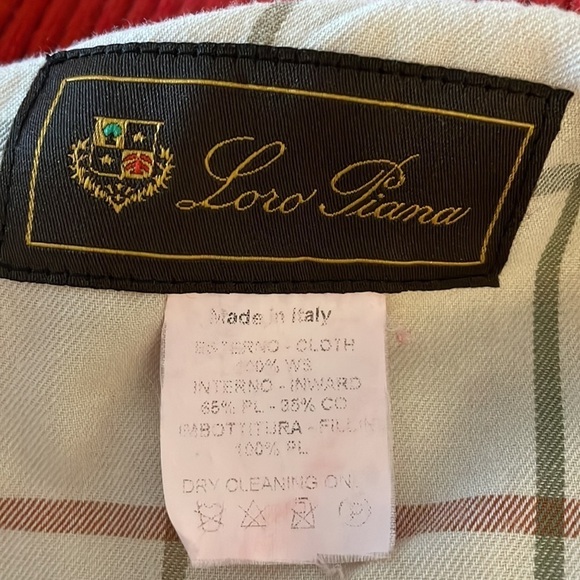 Loro Piana
Made in Italy
ESTERNO - CLOTH
100% WS
INTERNO - INWARD
65% PL - 35% CO
IMBOTTITURA - FILLIN
100% PL
DRY CLEANING ON
P